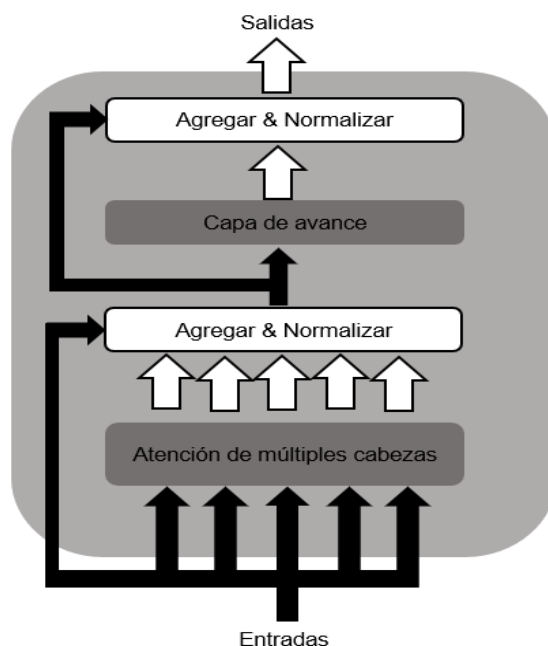 Salidas
Agregar & Normalizar
Capa de avance
Agregar & Normalizar
Atención de múltiples cabezas
Entradas